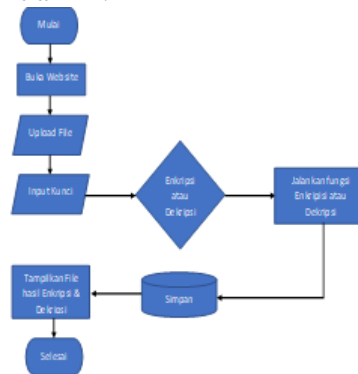 Mulai
Buka Website
Upload File
Input Kunci
Enkripsi
atau
Dekripsi
Jalankan fungsi
Enkripisi atau
Dekripsi
Simpan
Tampilkan File
hasil Enkripsi &
Dekripsi
Selesai